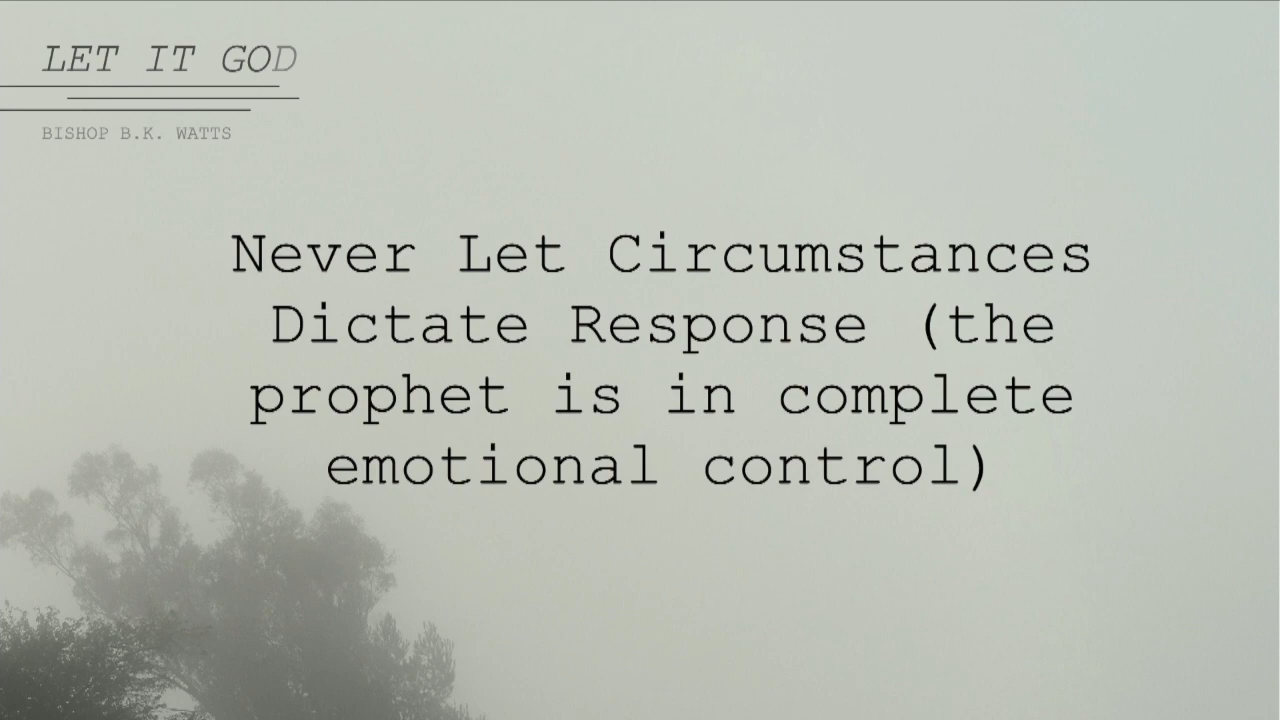 LET IT GOD
BISHOP B.K. WATTS
Never Let Circumstances
Dictate Response (the
prophet is in complete
emotional control)